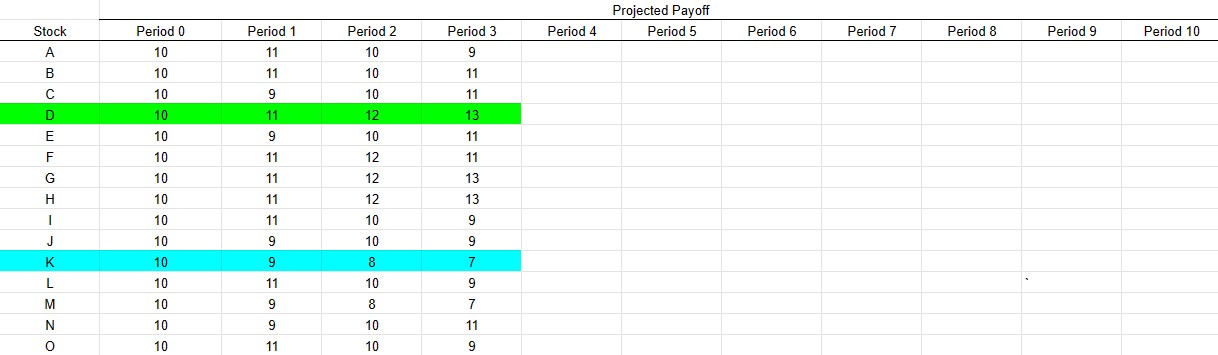 Projected Payoff
Stock Period 0 Period 1 Period 2 Period 3 Period 4 Period 5 Period 6 Period 7 Period 8 Period 9 Period 10
A 10 11 10 9
B 10 11 10 11
C 10 9 10 11
D 10 11 12 13
E 10 9 10 11
F 10 11 12 11
G 10 11 12 13
H 10 11 12 13
I 10 11 10 9
J 10 9 10 9
K 10 9 8 7
L 10 11 10 9 `
M 10 9 8 7
N 10 9 10 11
O 10 11 10 9